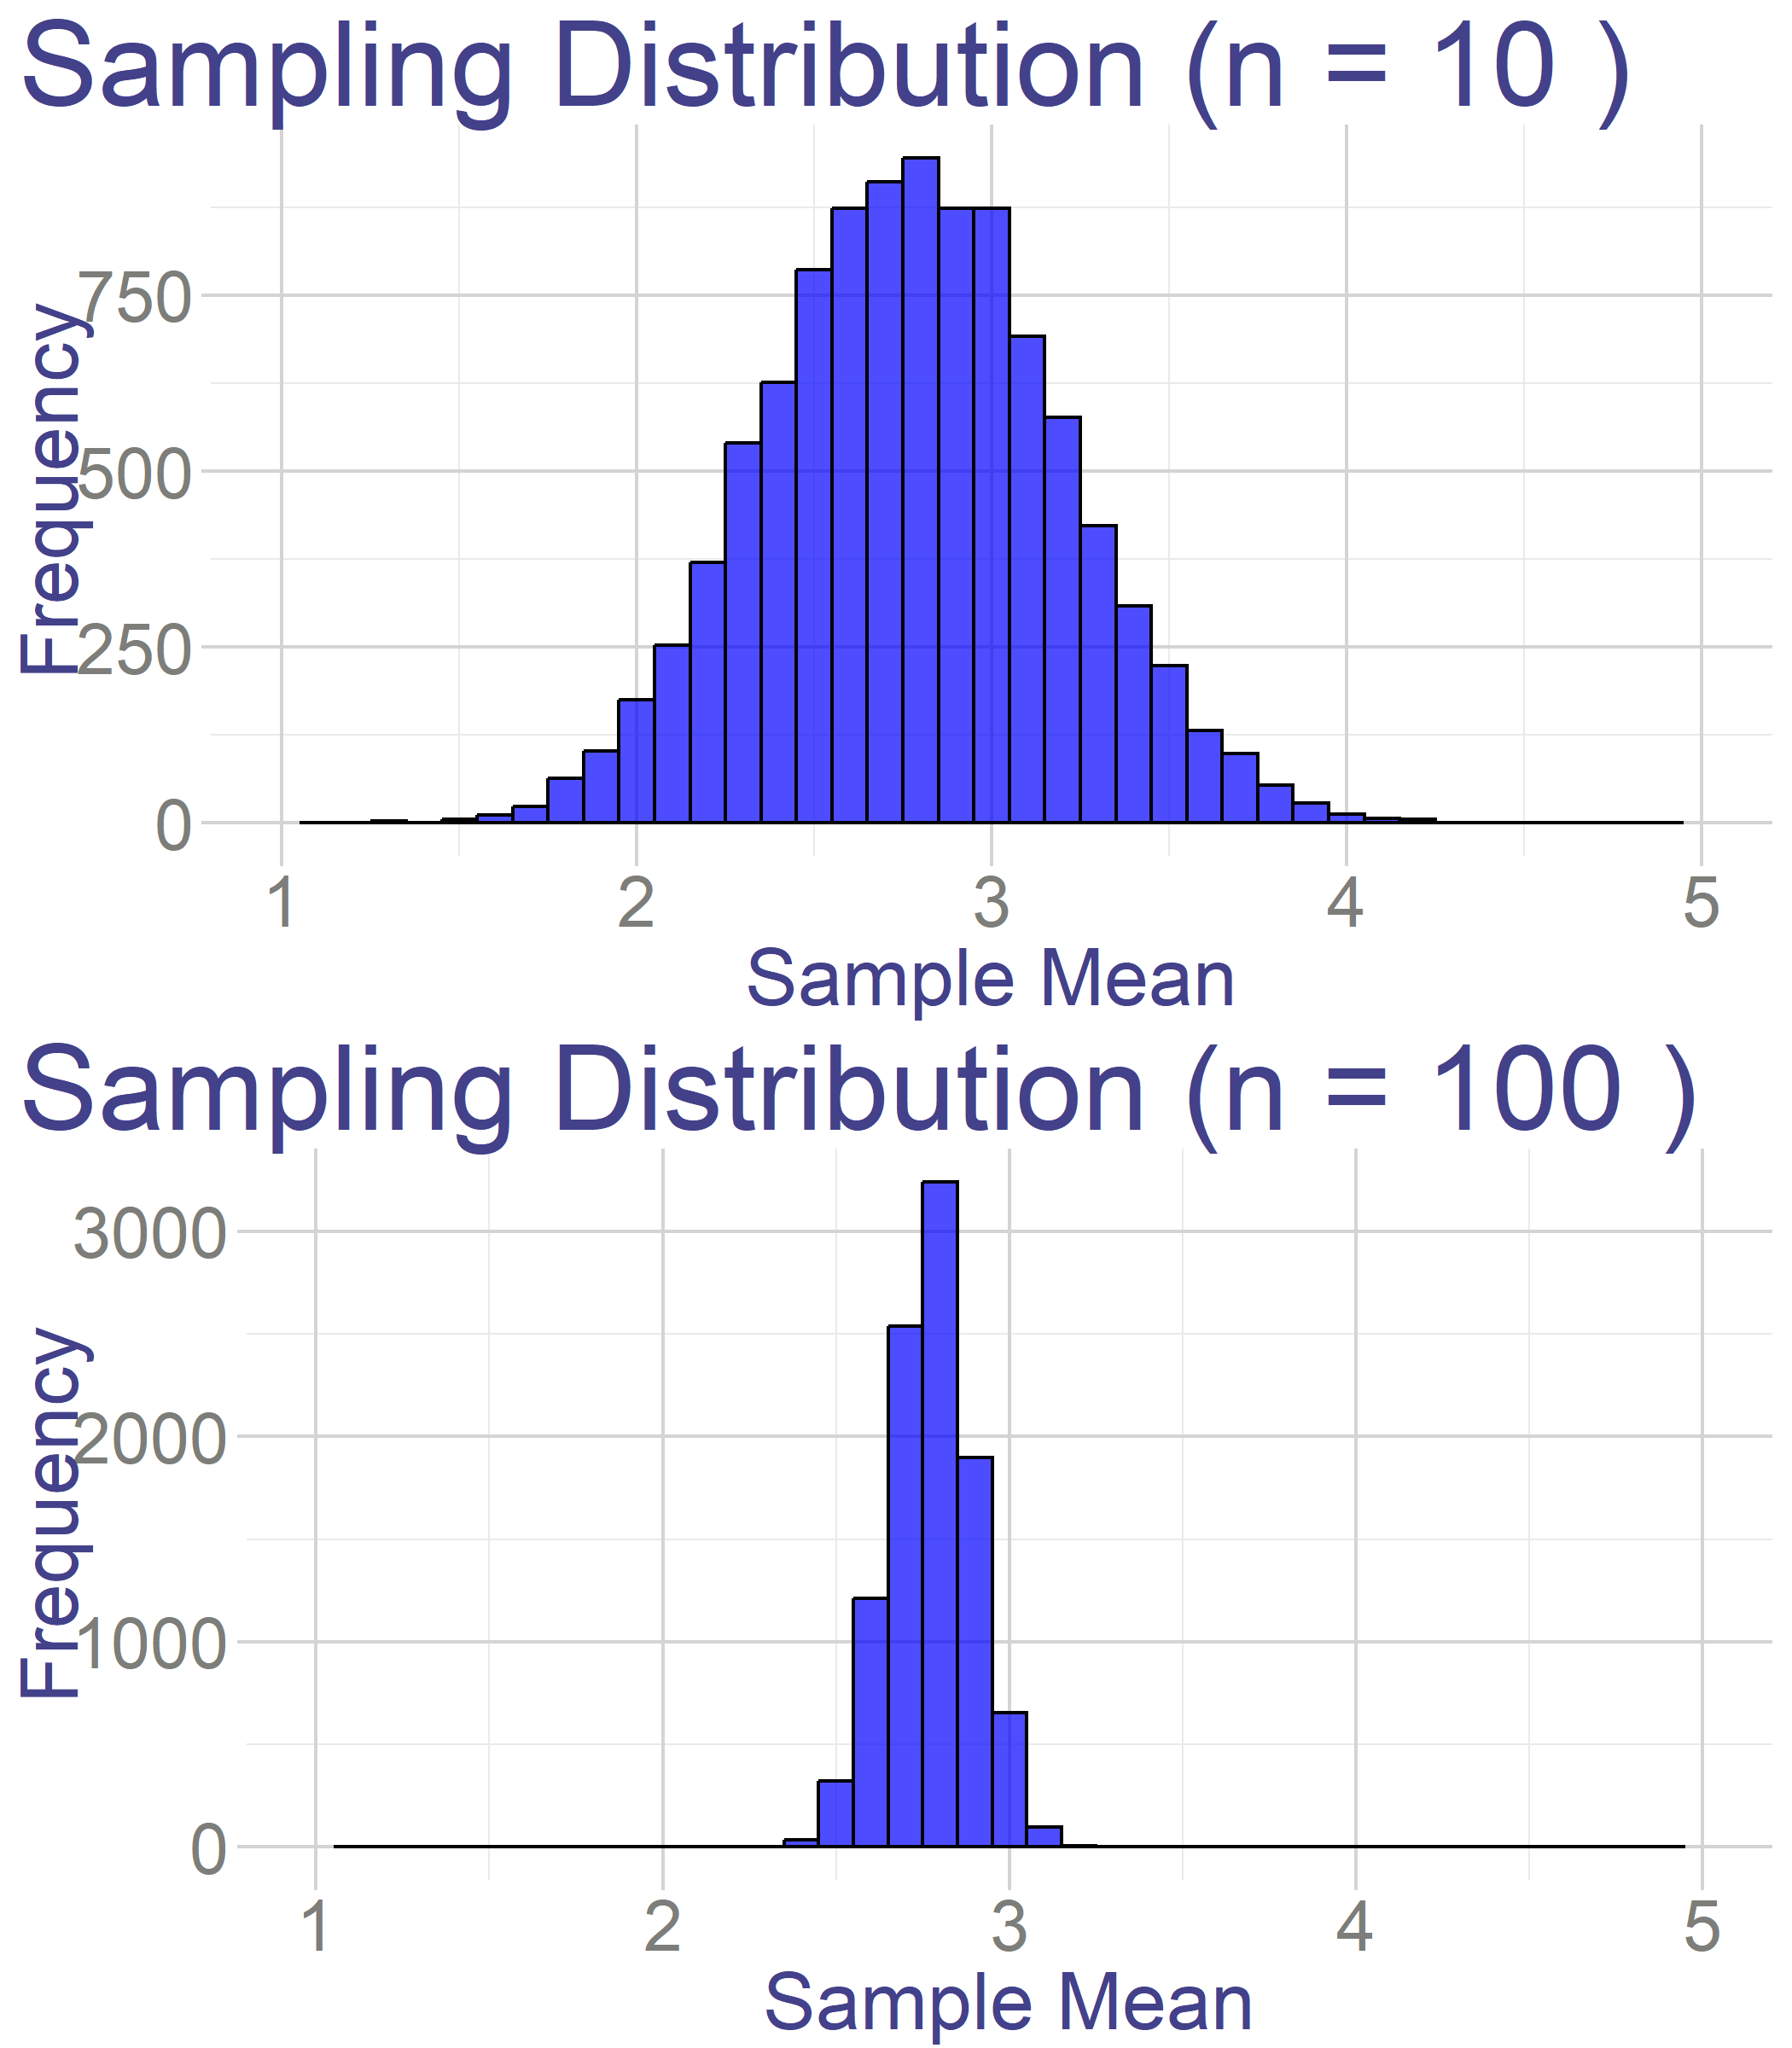 Sampling Distribution (n = 10 )
Frequency
750
500
250
0
1 2 3 4 5
Sample Mean
Sampling Distribution (n = 100 )
Frequency
3000
2000
1000
0
1 2 3 4 5
Sample Mean